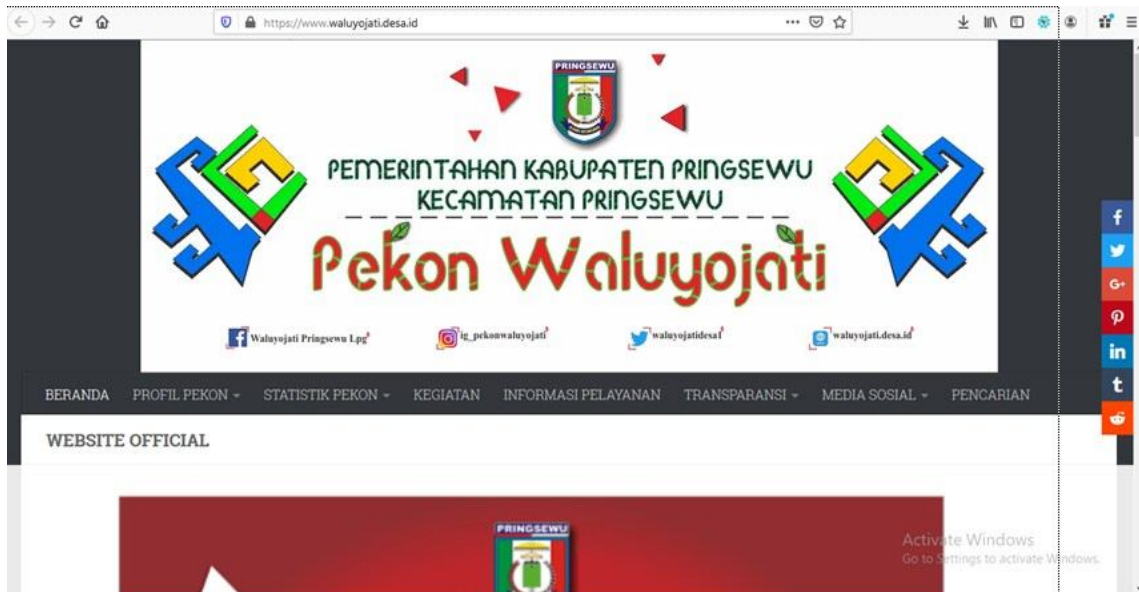 https://www.waluyojati.desa.id
PRINGSEWU
PEMERINTAHAN KABUPATEN PRINGSEWU
KECAMATAN PRINGSEWU
Pekon Waluyojati
Waluyojati Pringsewu Lpg
ig_pekonwaluyojati
waluyojatidesa1
waluyojati.desa.id
f
G+
in
t
BERANDA PROFIL PEKON STATISTIK PEKON KEGIATAN INFORMASI PELAYANAN TRANSPARANSI MEDIA SOSIAL PENCARIAN
WEBSITE OFFICIAL
PRINGSEWU
Activate Windows
Go to Settings to activate Windows.